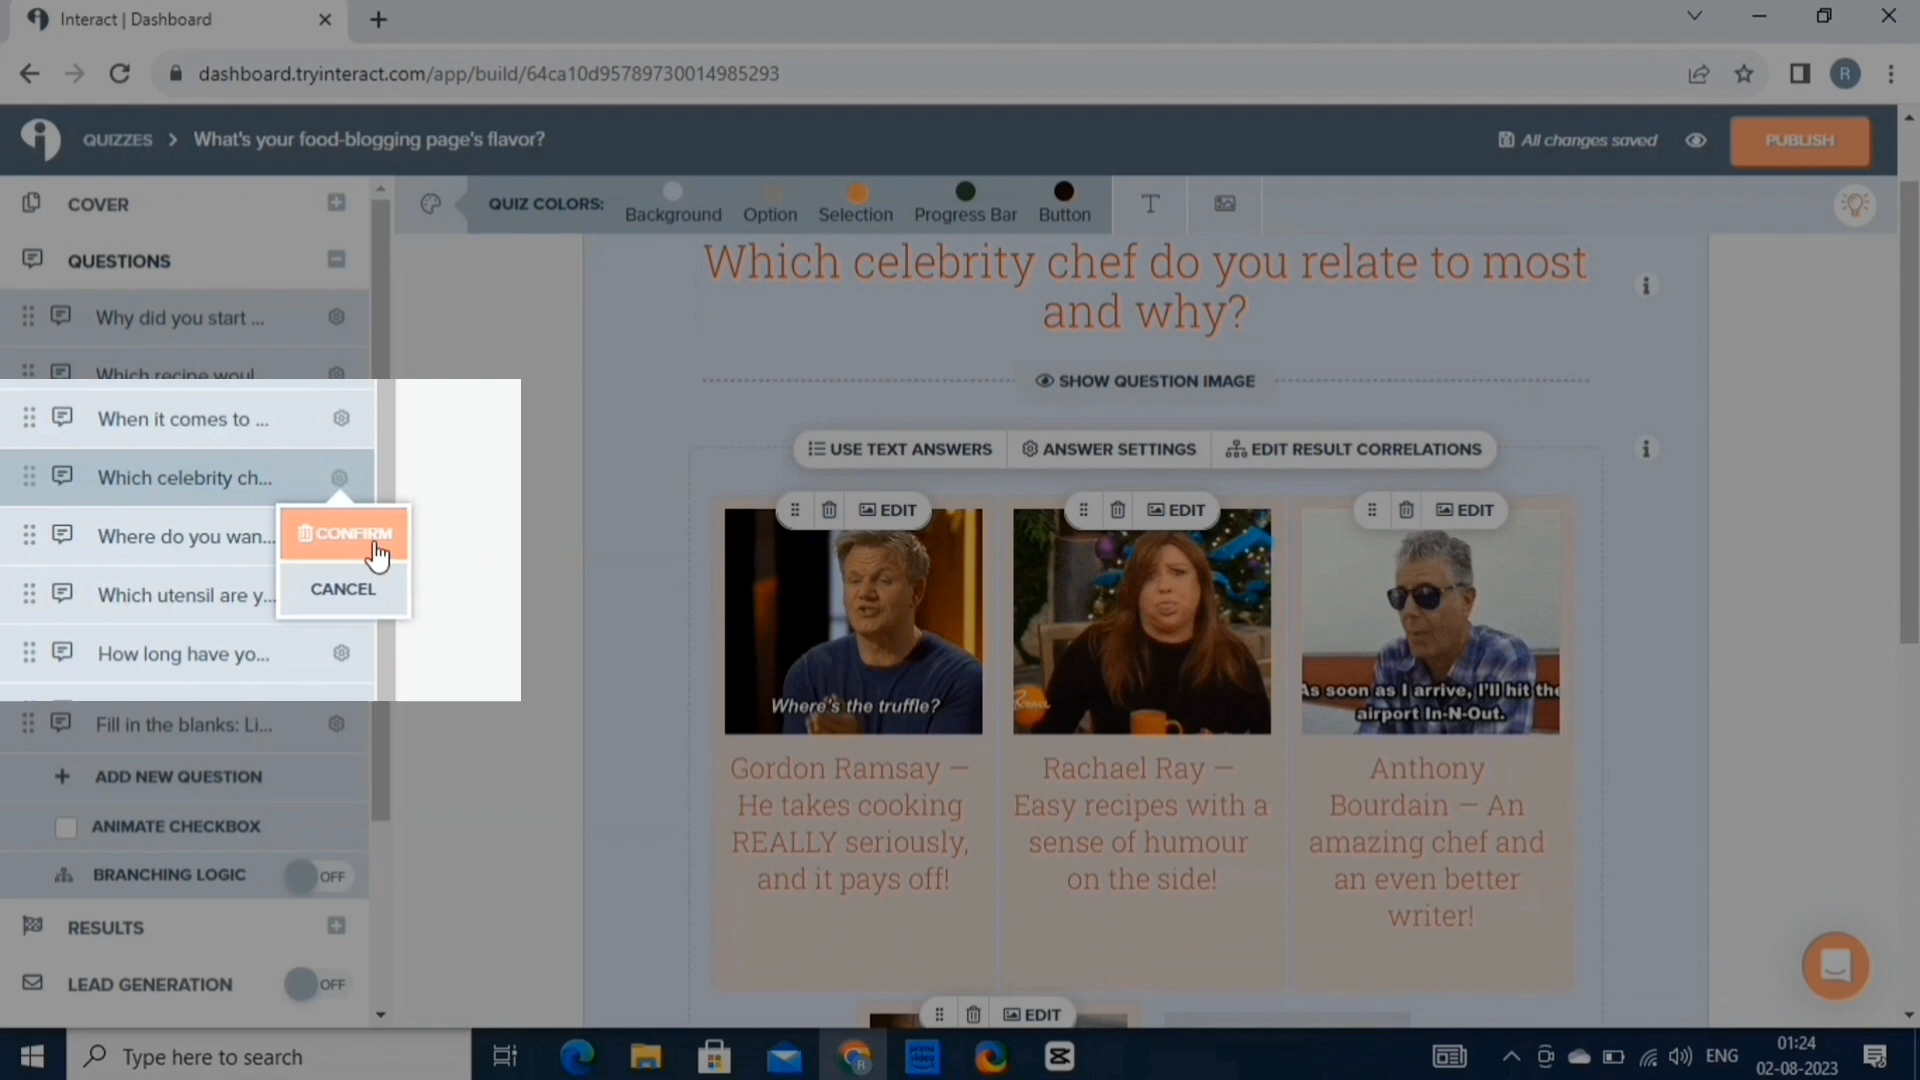 Interact | Dashboard
dashboard.tryinteract.com/app/build/64ca10d95789730014985293
R
QUIZZES > What's your food-blogging page's flavor?
All changes saved
PUBLISH
COVER
QUESTIONS
Why did you start ...
Which recipe woul...
When it comes to ...
Which celebrity ch...
Where do you wan...
Which utensil are y...
How long have yo...
Fill in the blanks: Li...
CONFIRM
CANCEL
+ ADD NEW QUESTION
ANIMATE CHECKBOX
BRANCHING LOGIC OFF
RESULTS
LEAD GENERATION OFF
QUIZ COLORS: Background Option Selection Progress Bar Button
Which celebrity chef do you relate to most
and why?
SHOW QUESTION IMAGE
USE TEXT ANSWERS ANSWER SETTINGS EDIT RESULT CORRELATIONS
EDIT EDIT EDIT
Where's the truffle?
As soon as I arrive, I'll hit the
airport In-N-Out.
Gordon Ramsay –
He takes cooking
REALLY seriously,
and it pays off!
Rachael Ray –
Easy recipes with a
sense of humour
on the side!
Anthony
Bourdain – An
amazing chef and
an even better
writer!
EDIT
Type here to search
prime video
R
ENG
01:24
02-08-2023